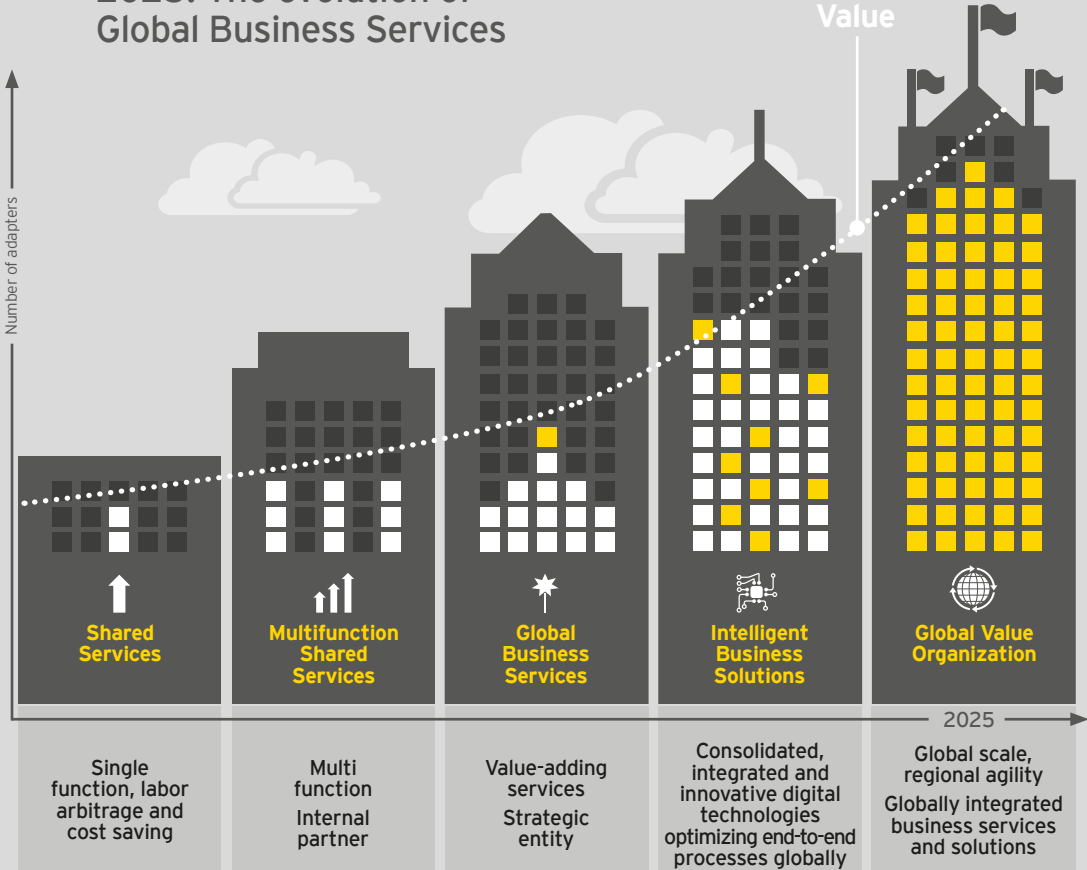 Global Business Services
Value
Number of adapters
Shared
Services
Multifunction
Shared
Services
Global
Business
Services
Intelligent
Business
Solutions
Global Value
Organization
2025
Single
function, labor
arbitrage and
cost saving
Multi
function
Internal
partner
Value-adding
services
Strategic
entity
Consolidated,
integrated and
innovative digital
technologies
optimizing end-to-end
processes globally
Global scale,
regional agility
Globally integrated
business services
and solutions